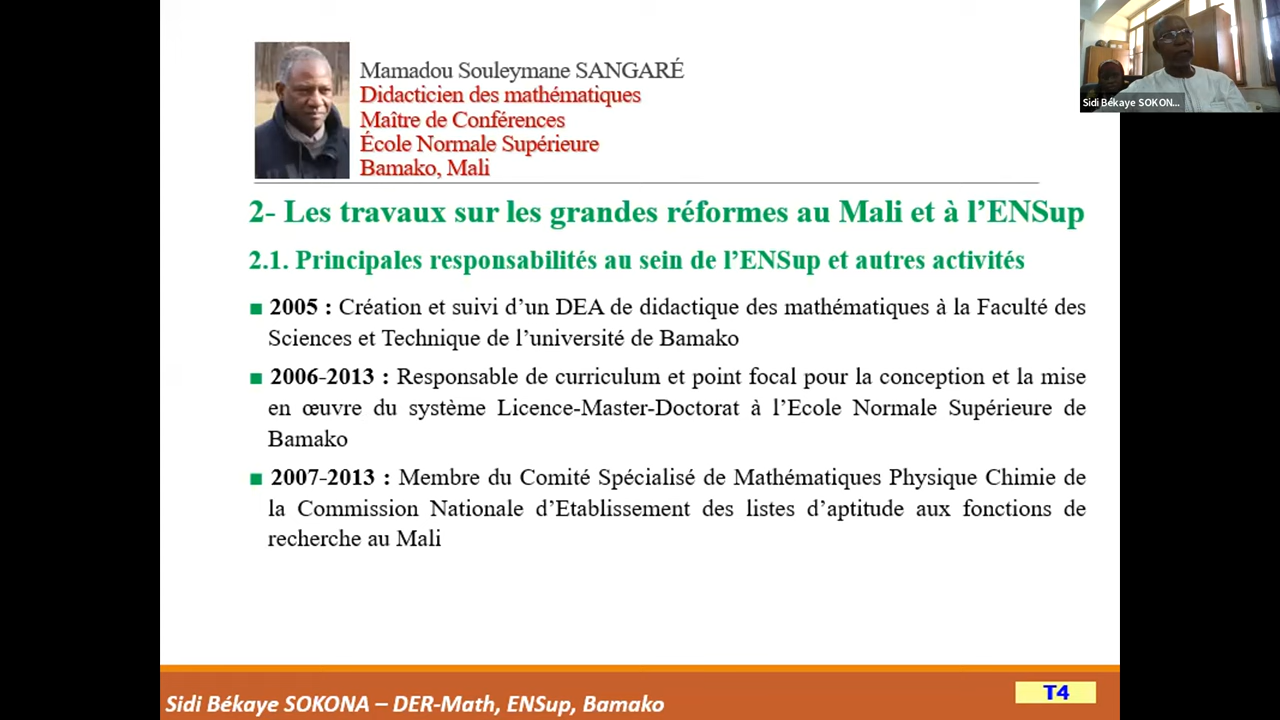 Mamadou Souleymane SANGARÉ
Didacticien des mathématiques
Maître de Conférences
École Normale Supérieure
Bamako, Mali
Sidi Békaye SOKON...
2- Les travaux sur les grandes réformes au Mali et à l’ENSup
2.1. Principales responsabilités au sein de l’ENSup et autres activités
■ 2005 : Création et suivi d’un DEA de didactique des mathématiques à la Faculté des
Sciences et Technique de l’université de Bamako
■ 2006-2013 : Responsable de curriculum et point focal pour la conception et la mise
en œuvre du système Licence-Master-Doctorat à l’Ecole Normale Supérieure de
Bamako
■ 2007-2013 : Membre du Comité Spécialisé de Mathématiques Physique Chimie de
la Commission Nationale d’Etablissement des listes d’aptitude aux fonctions de
recherche au Mali
Sidi Békaye SOKONA – DER-Math, ENSup, Bamako
T4